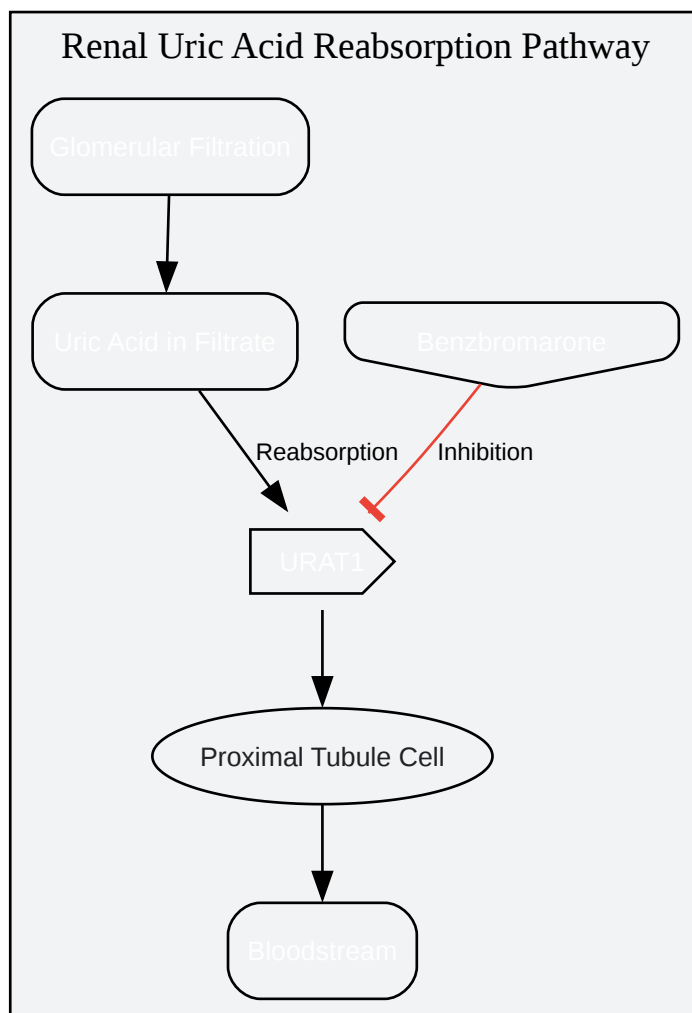 Renal Uric Acid Reabsorption Pathway
Glomerular Filtration
Uric Acid in Filtrate
Benzbromarone
Reabsorption
Inhibition
URAT1
Proximal Tubule Cell
Bloodstream